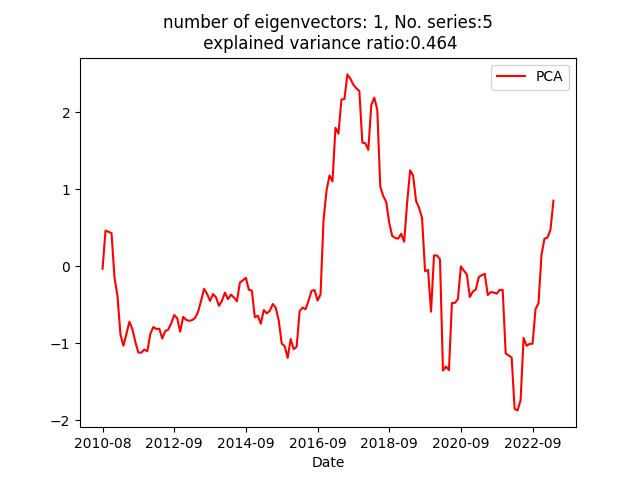 number of eigenvectors: 1, No. series:5
explained variance ratio:0.464
PCA
2
1
0
−1
−2
2010-08 2012-09 2014-09 2016-09 2018-09 2020-09 2022-09
Date